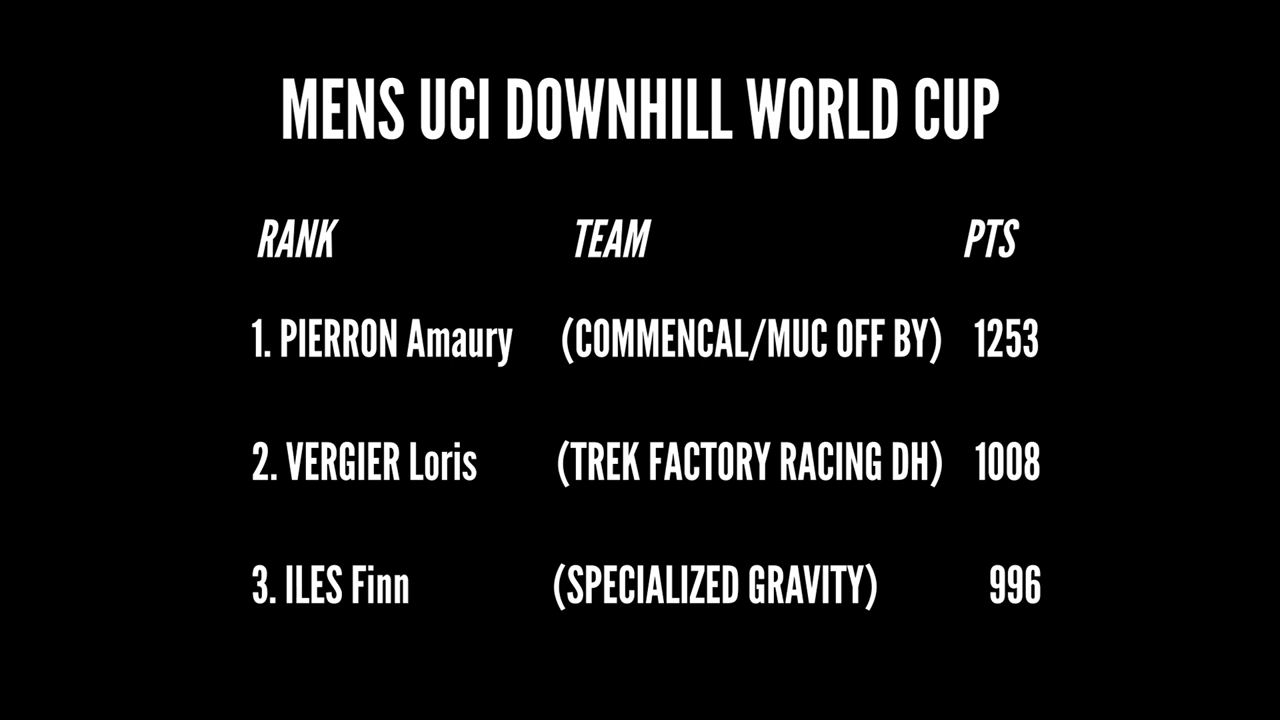 MENS UCI DOWNHILL WORLD CUP
RANK TEAM PTS
1. PIERRON Amaury (COMMENCAL/MUC OFF BY) 1253
2. VERGIER Loris (TREK FACTORY RACING DH) 1008
3. ILES Finn (SPECIALIZED GRAVITY) 996